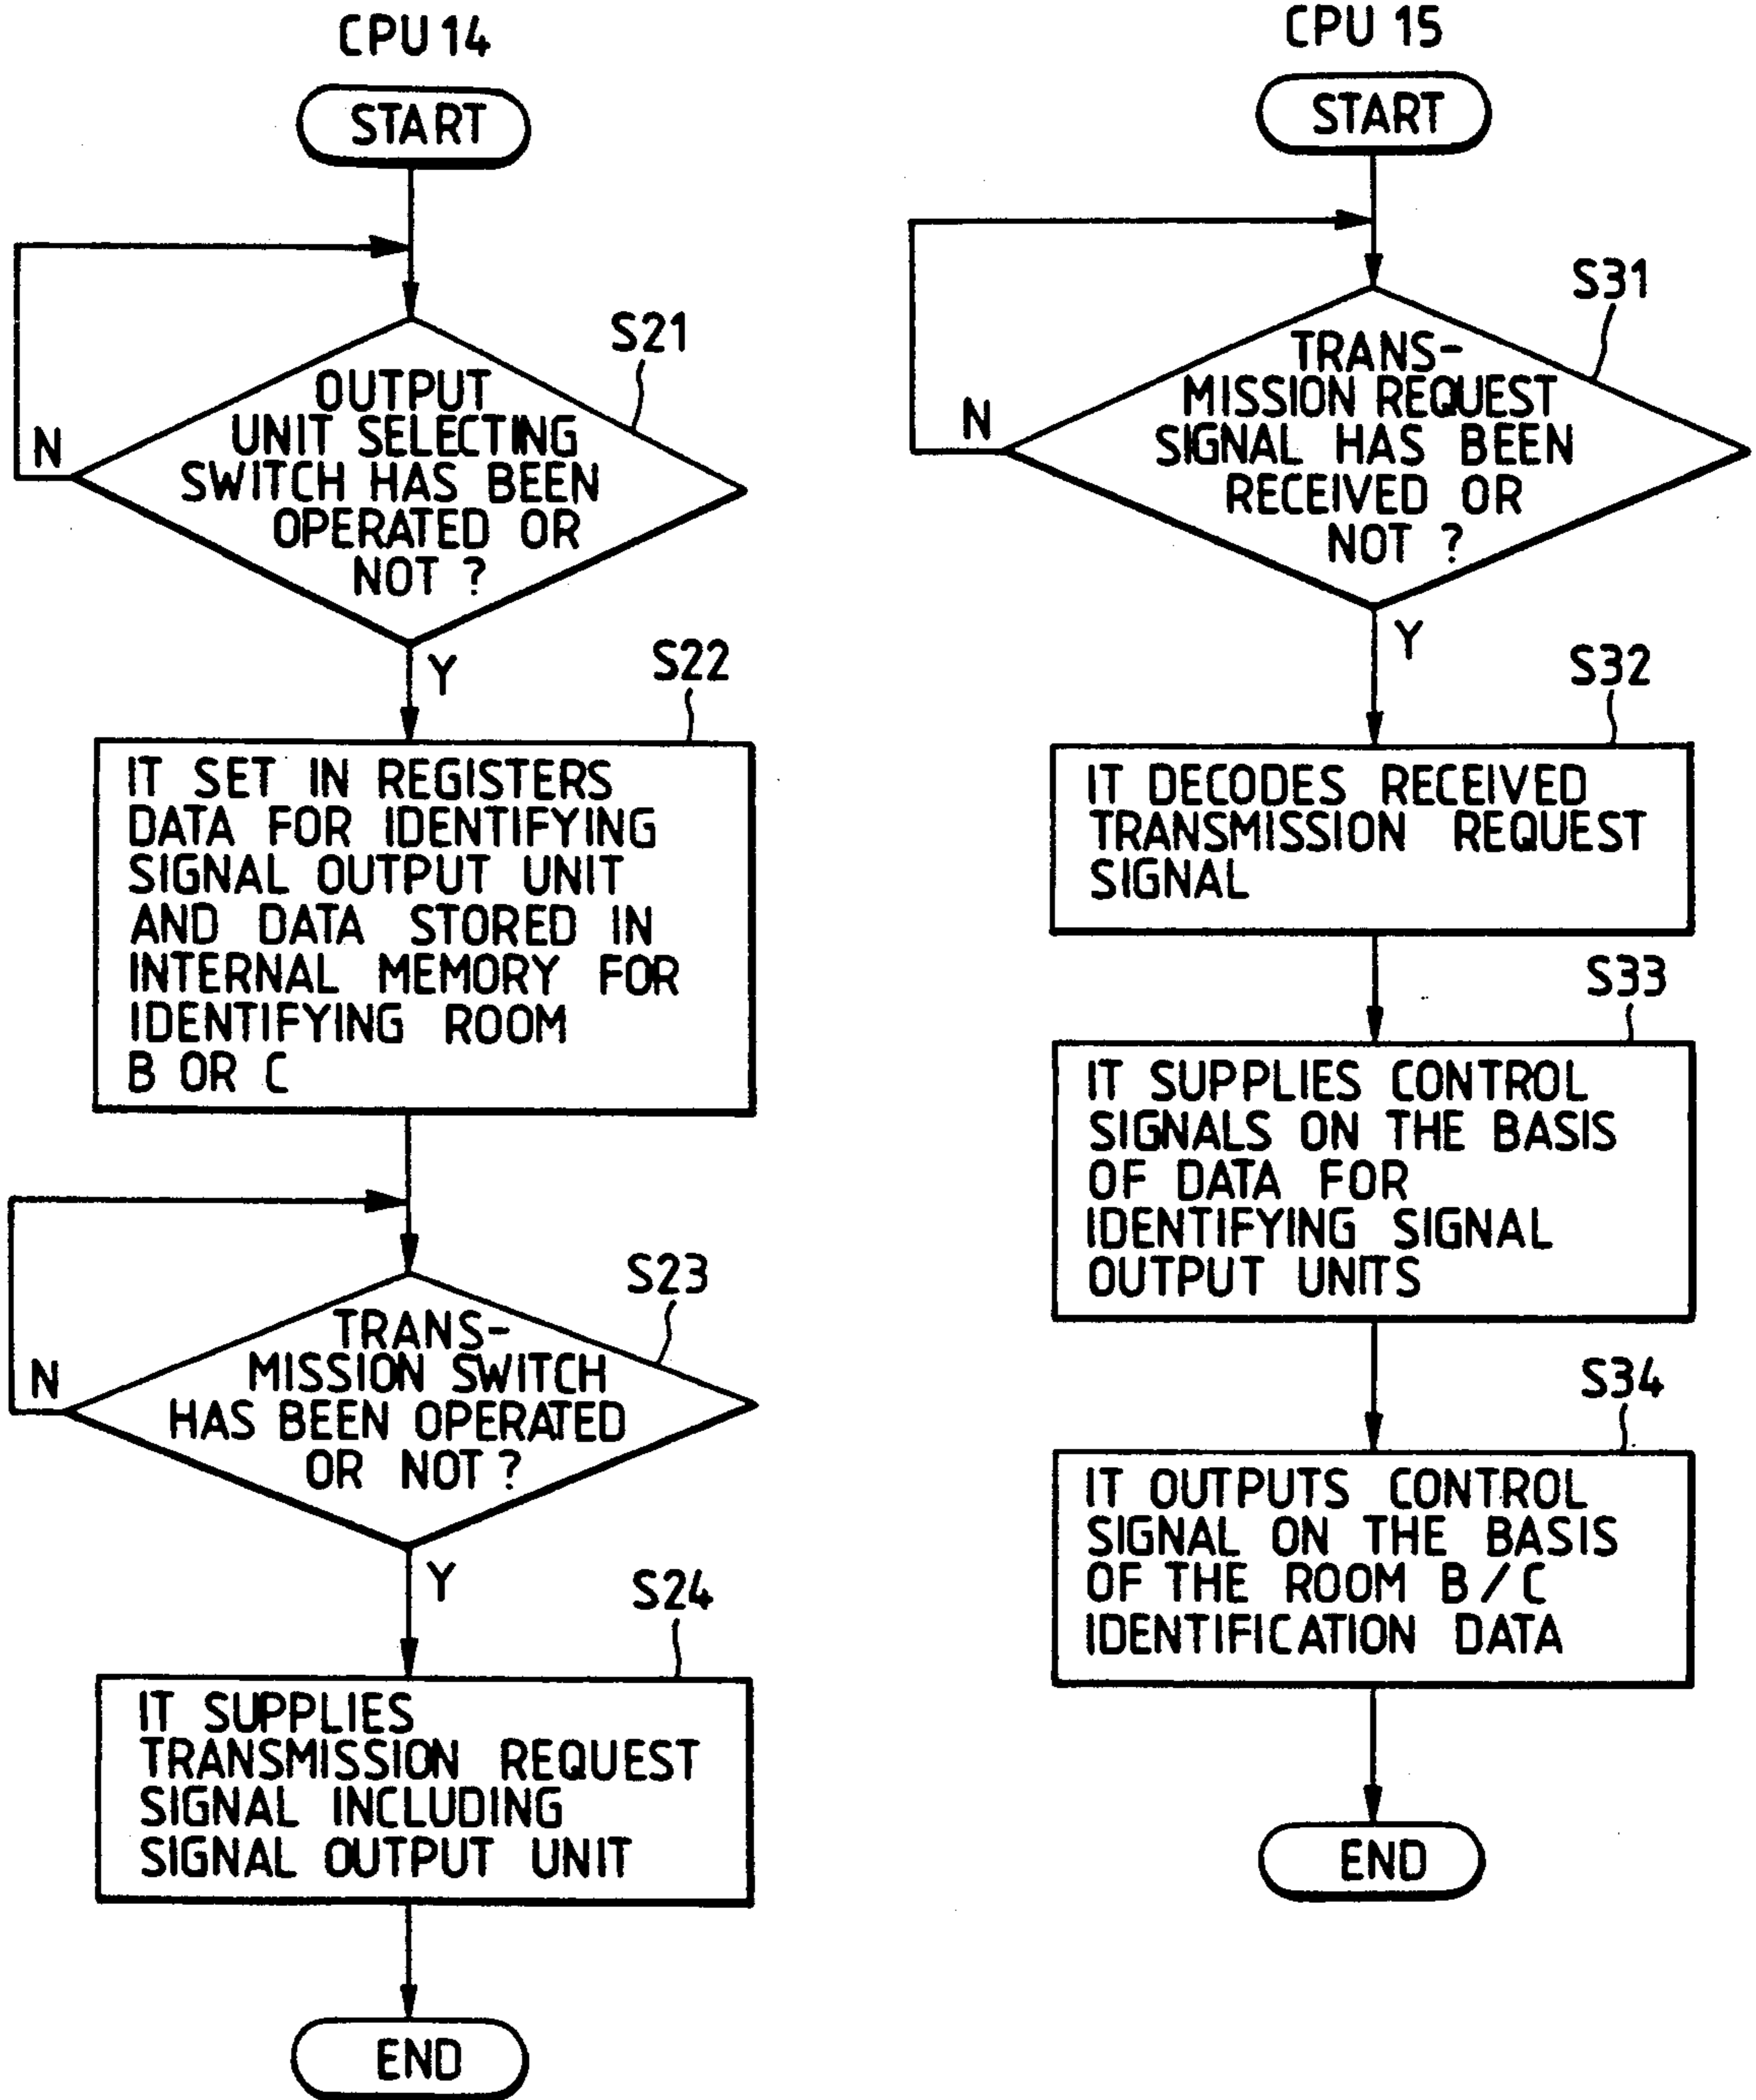 CPU 14
START
S21
OUTPUT
UNIT SELECTING
SWITCH HAS BEEN
OPERATED OR
NOT ?
N
Y
S22
IT SET IN REGISTERS
DATA FOR IDENTIFYING
SIGNAL OUTPUT UNIT
AND DATA STORED IN
INTERNAL MEMORY FOR
IDENTIFYING ROOM
B OR C
S23
TRANS-
MISSION SWITCH
HAS BEEN OPERATED
OR NOT ?
N
Y
S24
IT SUPPLIES
TRANSMISSION REQUEST
SIGNAL INCLUDING
SIGNAL OUTPUT UNIT
END
CPU 15
START
S31
TRANS-
MISSION REQUEST
SIGNAL HAS BEEN
RECEIVED OR
NOT ?
N
Y
S32
IT DECODES RECEIVED
TRANSMISSION REQUEST
SIGNAL
S33
IT SUPPLIES CONTROL
SIGNALS ON THE BASIS
OF DATA FOR
IDENTIFYING SIGNAL
OUTPUT UNITS
S34
IT OUTPUTS CONTROL
SIGNAL ON THE BASIS
OF THE ROOM B/C
IDENTIFICATION DATA
END